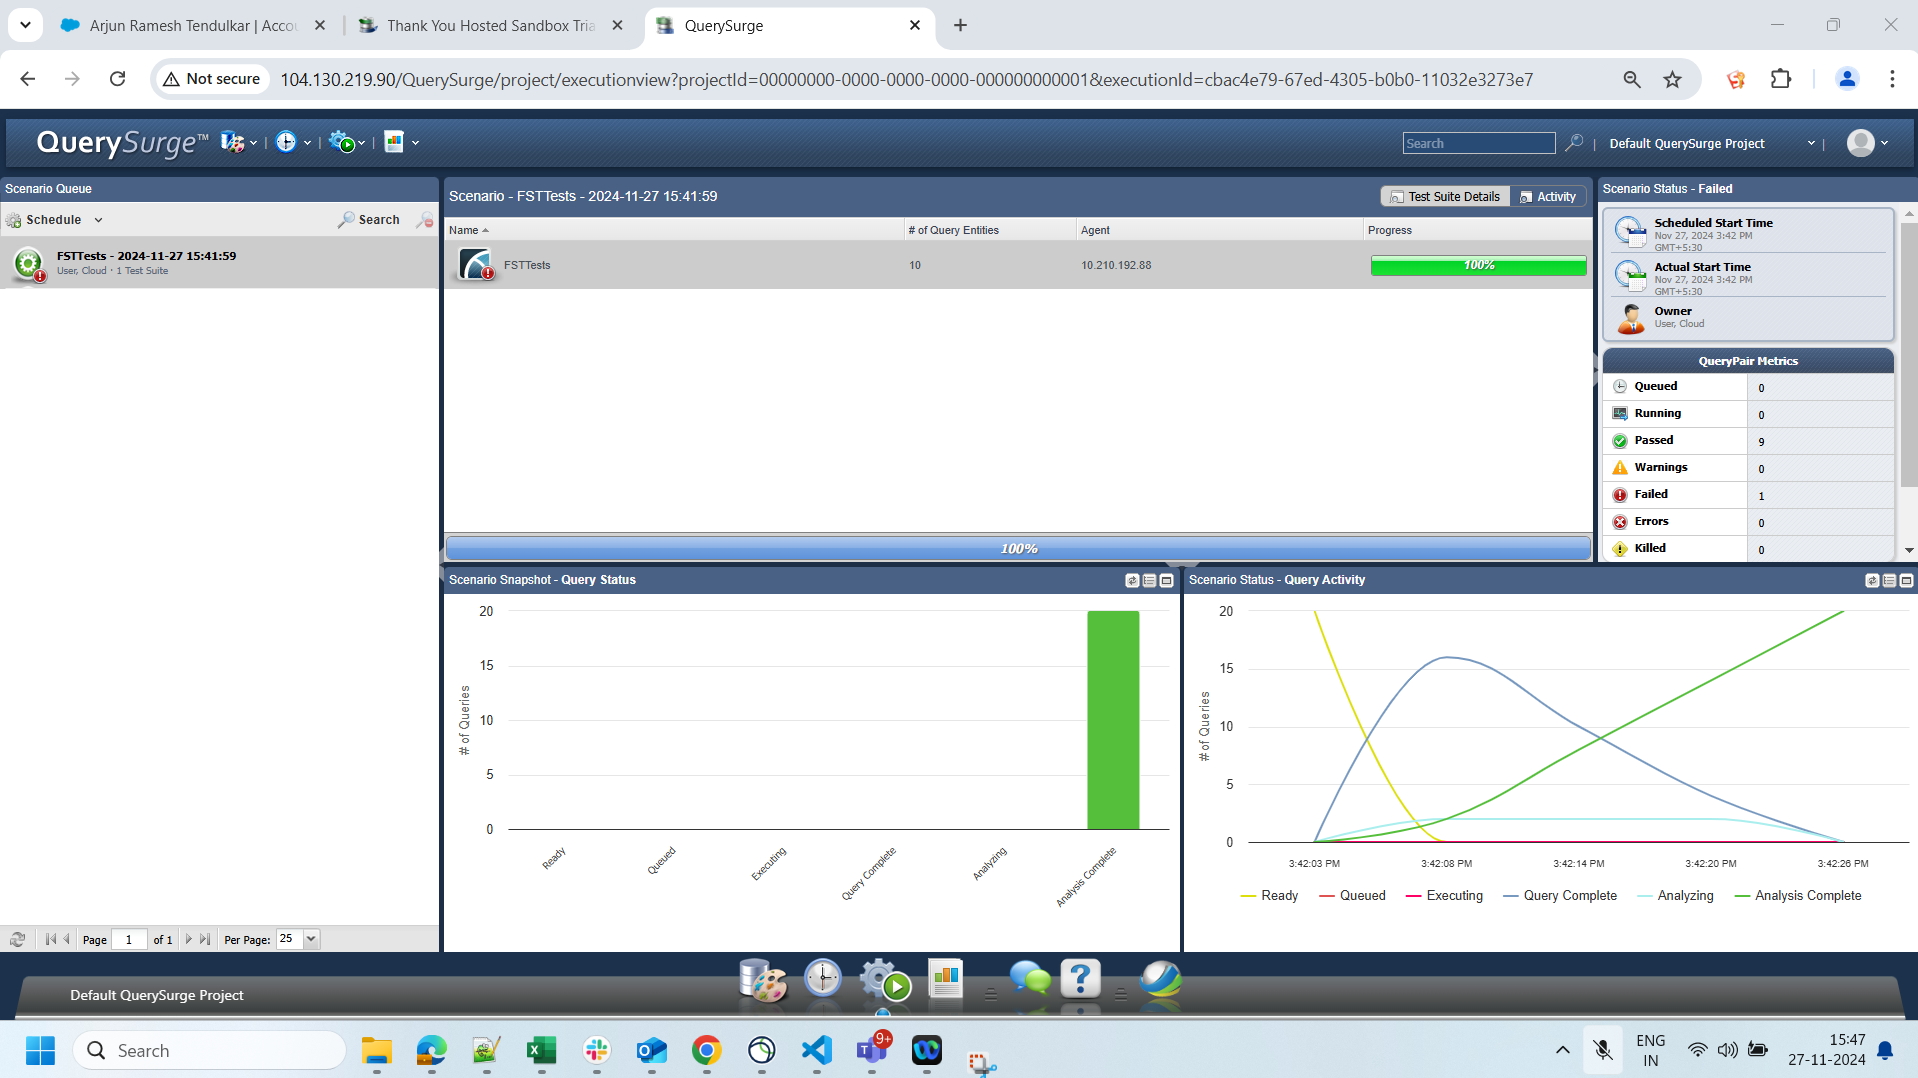 Arjun Ramesh Tendulkar | Accou
Thank You Hosted Sandbox Tria
QuerySurge
Not secure
104.130.219.90/QuerySurge/project/executionview?projectId=00000000-0000-0000-0000-000000000001&executionId=cbac4e79-67ed-4305-b0b0-11032e3273e7
QuerySurge™
Search
Default QuerySurge Project
Scenario Queue
Schedule
Search
FSTTests - 2024-11-27 15:41:59
User, Cloud · 1 Test Suite
Page 1 of 1
Per Page: 25
Scenario - FSTTests - 2024-11-27 15:41:59
Test Suite Details
Activity
Name # of Query Entities Agent Progress
FSTTests 10 10.210.192.88 100%
100%
Scenario Status - Failed
Scheduled Start Time
Nov 27, 2024 3:42 PM
GMT+5:30
Actual Start Time
Nov 27, 2024 3:42 PM
GMT+5:30
Owner
User, Cloud
QueryPair Metrics
Queued 0
Running 0
Passed 9
Warnings 0
Failed 1
Errors 0
Killed 0
Scenario Snapshot - Query Status
# of Queries
20
15
10
5
0
Ready
Queued
Executing
Query Complete
Analyzing
Analysis Complete
Scenario Status - Query Activity
# of Queries
20
15
10
5
0
3:42:03 PM 3:42:08 PM 3:42:14 PM 3:42:20 PM 3:42:26 PM
Ready Queued Executing Query Complete Analyzing Analysis Complete
Default QuerySurge Project
Search
9+
ENG
IN
15:47
27-11-2024